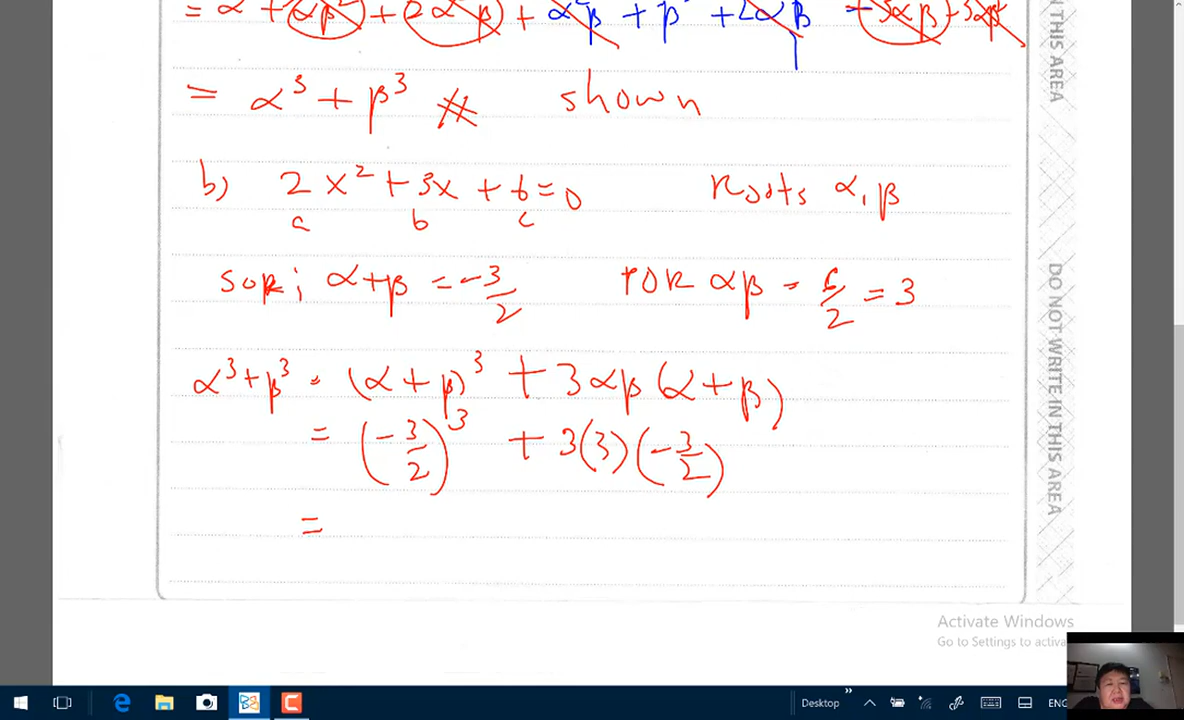 = α³ + β³ # shown
b) 2x² + 3x + 6 = 0 Roots α, β
a b c
SOR; α+β = -3/2 POR αβ = 6/2 = 3
α³+β³ = (α+β)³ + 3αβ(α+β)
= (-3/2)³ + 3(3)(-3/2)
=
N THIS AREA
DO NOT WRITE IN THIS AREA
Activate Windows
Go to Settings to activa
Desktop
ENG